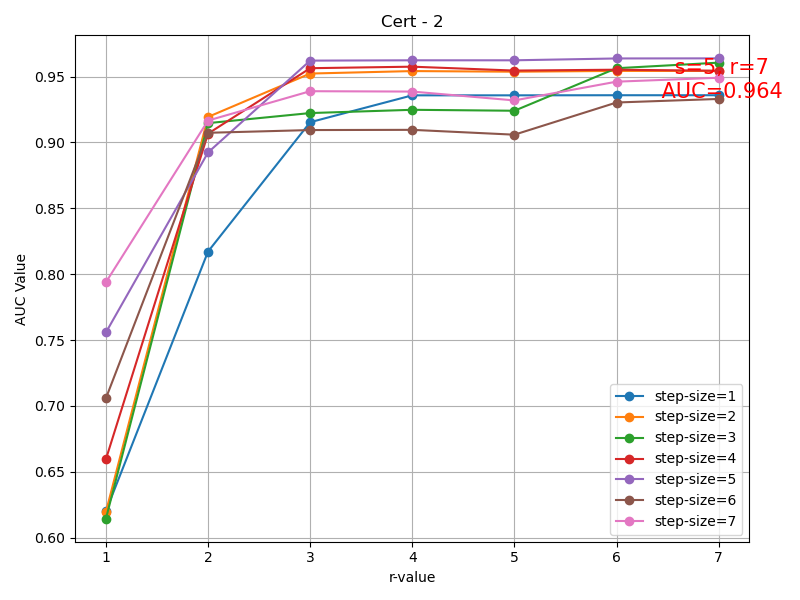 Cert - 2
s=5, r=7
AUC=0.964
0.95
0.90
0.85
0.80
0.75
0.70
0.65
0.60
AUC Value
step-size=1
step-size=2
step-size=3
step-size=4
step-size=5
step-size=6
step-size=7
1 2 3 4 5 6 7
r-value